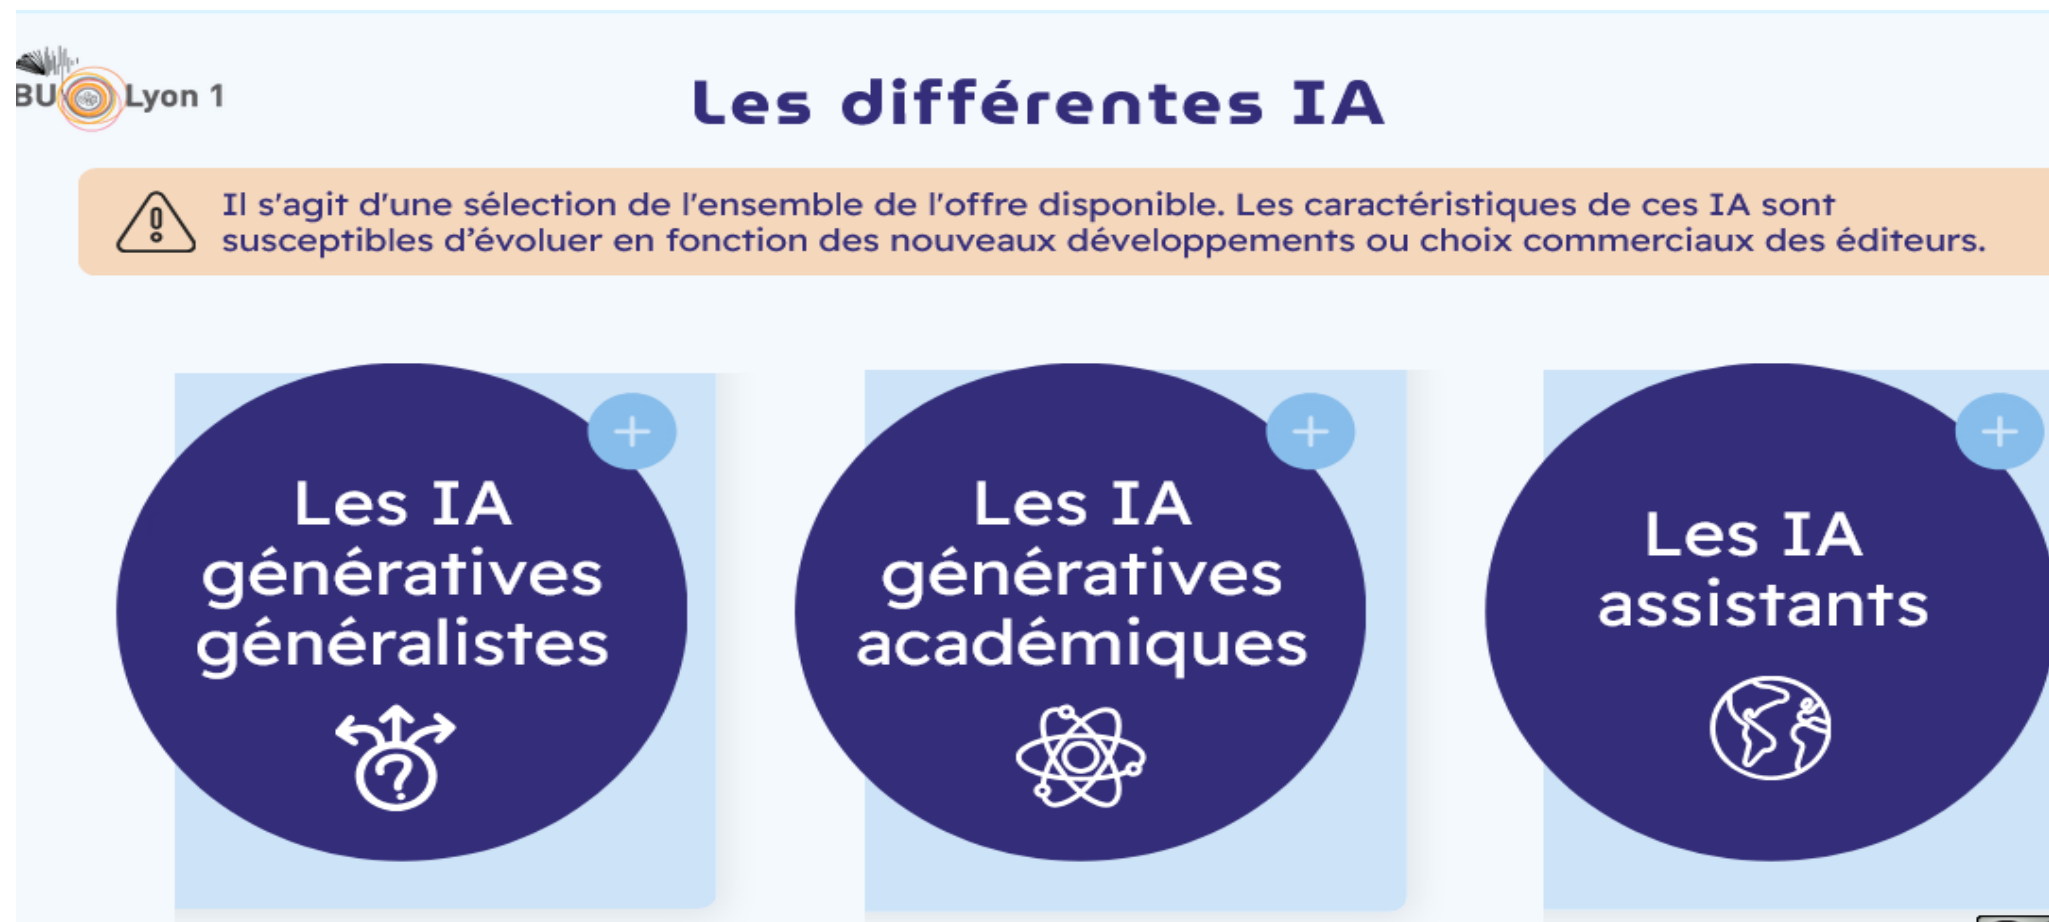 BU Lyon 1
Les différentes IA
Il s'agit d'une sélection de l'ensemble de l'offre disponible. Les caractéristiques de ces IA sont
susceptibles d’évoluer en fonction des nouveaux développements ou choix commerciaux des éditeurs.
Les IA
génératives
généralistes
Les IA
génératives
académiques
Les IA
assistants